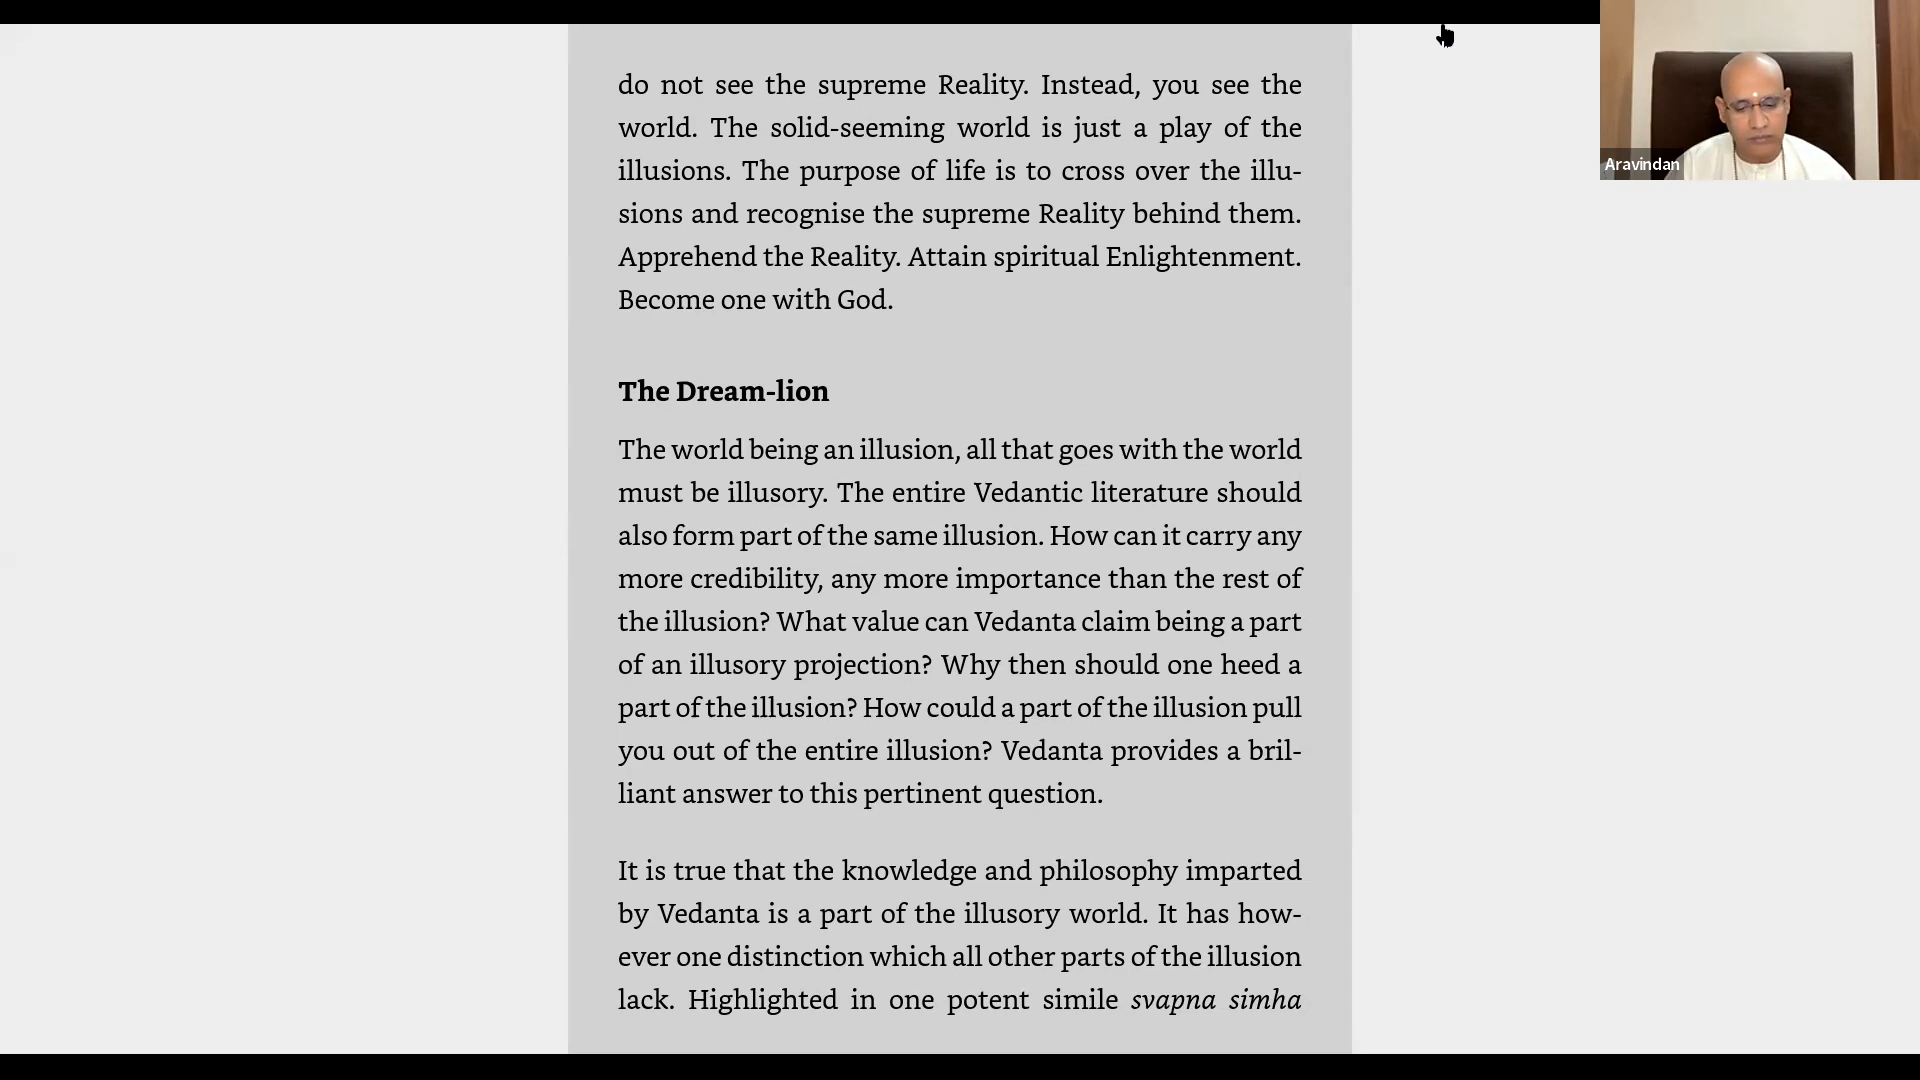 do not see the supreme Reality. Instead, you see the
world. The solid-seeming world is just a play of the
illusions. The purpose of life is to cross over the illu-
sions and recognise the supreme Reality behind them.
Apprehend the Reality. Attain spiritual Enlightenment.
Become one with God.
The Dream-lion
The world being an illusion, all that goes with the world
must be illusory. The entire Vedantic literature should
also form part of the same illusion. How can it carry any
more credibility, any more importance than the rest of
the illusion? What value can Vedanta claim being a part
of an illusory projection? Why then should one heed a
part of the illusion? How could a part of the illusion pull
you out of the entire illusion? Vedanta provides a bril-
liant answer to this pertinent question.
It is true that the knowledge and philosophy imparted
by Vedanta is a part of the illusory world. It has how-
ever one distinction which all other parts of the illusion
lack. Highlighted in one potent simile svapna simha
Aravindan